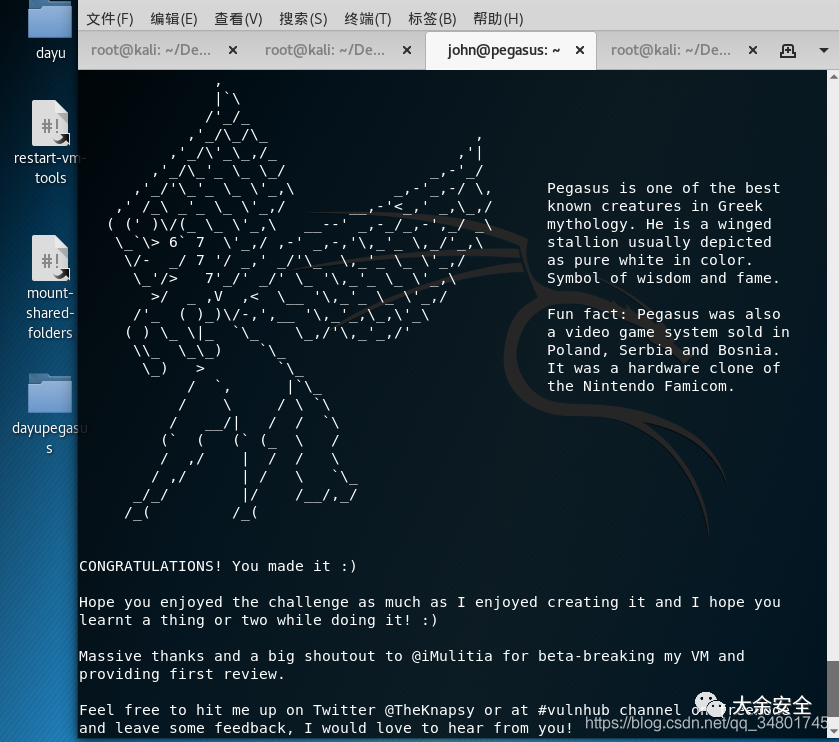 文件(F) 编辑(E) 查看(V) 搜索(S) 终端(T) 标签(B) 帮助(H)
root@kali: ~/De... × root@kali: ~/De... × john@pegasus: ~ × root@kali: ~/De... ×
dayu
restart-vm-
tools
mount-
shared-
folders
dayupegasu
s
Pegasus is one of the best
known creatures in Greek
mythology. He is a winged
stallion usually depicted
as pure white in color.
Symbol of wisdom and fame.
Fun fact: Pegasus was also
a video game system sold in
Poland, Serbia and Bosnia.
It was a hardware clone of
the Nintendo Famicom.
CONGRATULATIONS! You made it :)
Hope you enjoyed the challenge as much as I enjoyed creating it and I hope you
learnt a thing or two while doing it! :)
Massive thanks and a big shoutout to @iMulitia for beta-breaking my VM and
providing first review.
Feel free to hit me up on Twitter @TheKnapsy or at #vulnhub channel on
and leave some feedback, I would love to hear from you!
大余安全
https://blog.csdn.net/qq_34801745